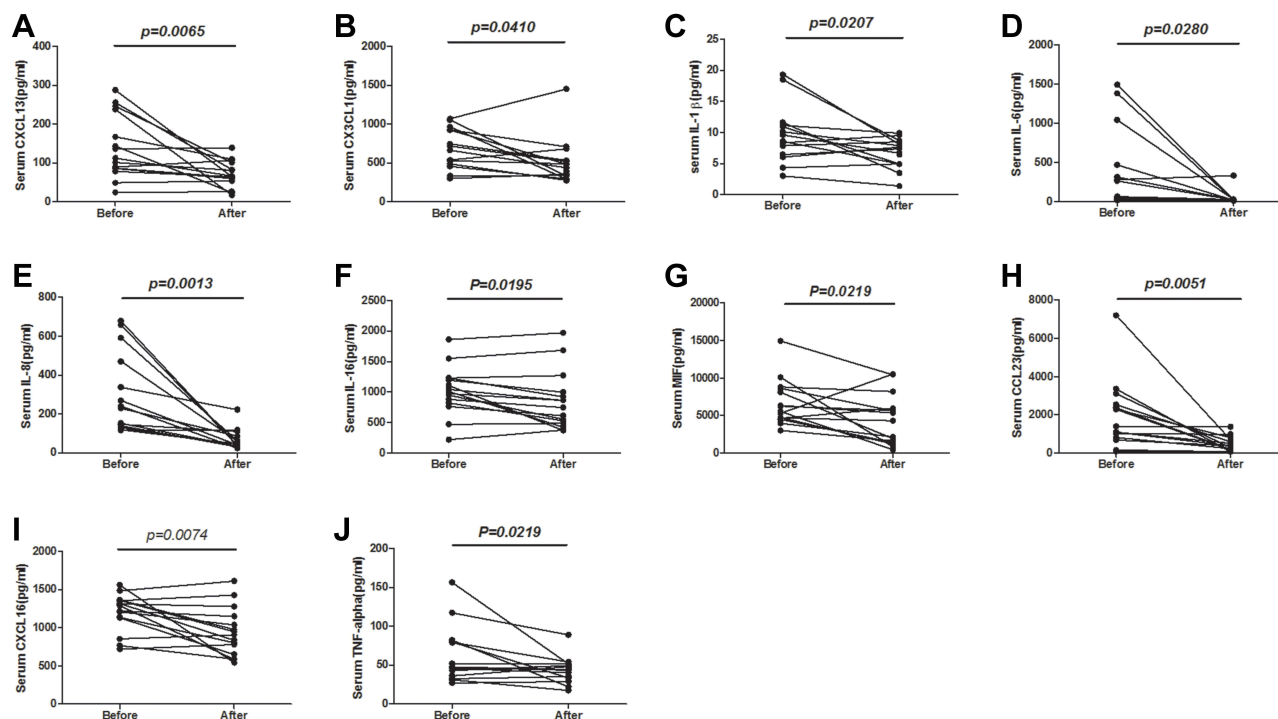 A
p=0.0065
Serum CXCL13(pg/ml)
400
300
200
100
0
Before After
B
p=0.0410
Serum CX3CL1(pg/ml)
2000
1500
1000
500
0
Before After
C
p=0.0207
serum IL-1 β(pg/ml)
25
20
15
10
5
0
Before After
D
p=0.0280
Serum IL-6(pg/ml)
2000
1500
1000
500
0
Before After
E
p=0.0013
Serum IL-8(pg/ml)
800
600
400
200
0
Before After
F
P=0.0195
Serum IL-16(pg/ml)
2500
2000
1500
1000
500
0
Before After
G
P=0.0219
Serum MIF(pg/ml)
20000
15000
10000
5000
0
Before After
H
p=0.0051
Serum CCL23(pg/ml)
8000
6000
4000
2000
0
Before After
I
p=0.0074
Serum CXCL16(pg/ml)
2000
1500
1000
500
0
Before After
J
P=0.0219
Serum TNF-alpha(pg/ml)
200
150
100
50
0
Before After